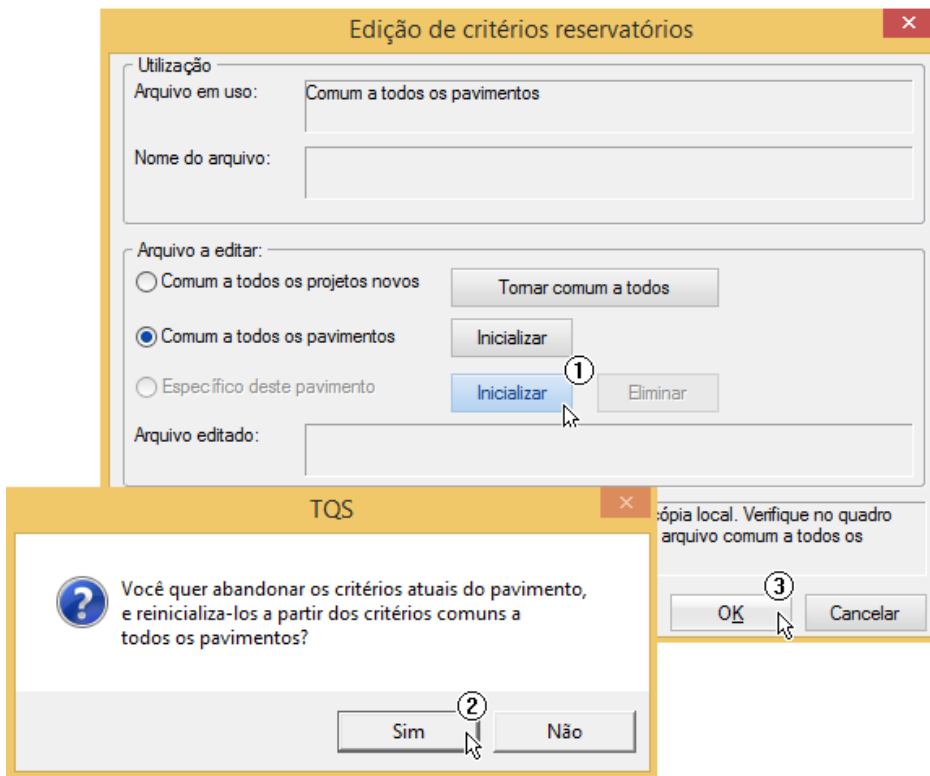 Edição de critérios reservatórios
Utilização
Arquivo em uso: Comum a todos os pavimentos
Nome do arquivo:
Arquivo a editar:
Comum a todos os projetos novos Tornar comum a todos
Comum a todos os pavimentos Inicializar
1
Específico deste pavimento Inicializar Eliminar
Arquivo editado:
cópia local. Verifique no quadro
arquivo comum a todos os
3
OK Cancelar
TQS
Você quer abandonar os critérios atuais do pavimento,
e reinicializa-los a partir dos critérios comuns a
todos os pavimentos?
2
Sim Não